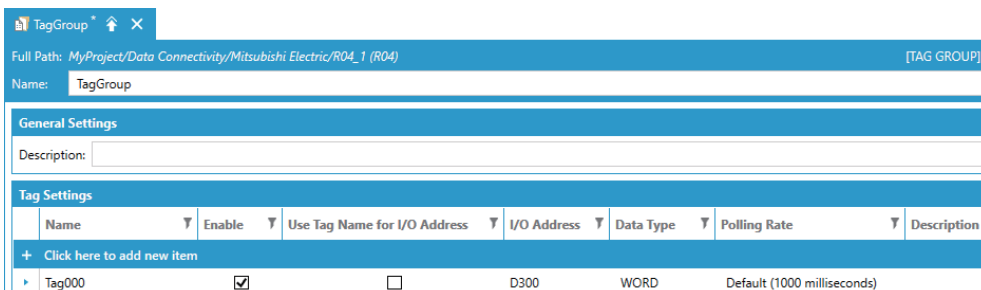 TagGroup*
Full Path: MyProject/Data Connectivity/Mitsubishi Electric/R04_1 (R04) [TAG GROUP]
Name: TagGroup
General Settings
Description:
Tag Settings
Name Enable Use Tag Name for I/O Address I/O Address Data Type Polling Rate Description
+ Click here to add new item
Tag000 D300 WORD Default (1000 milliseconds)